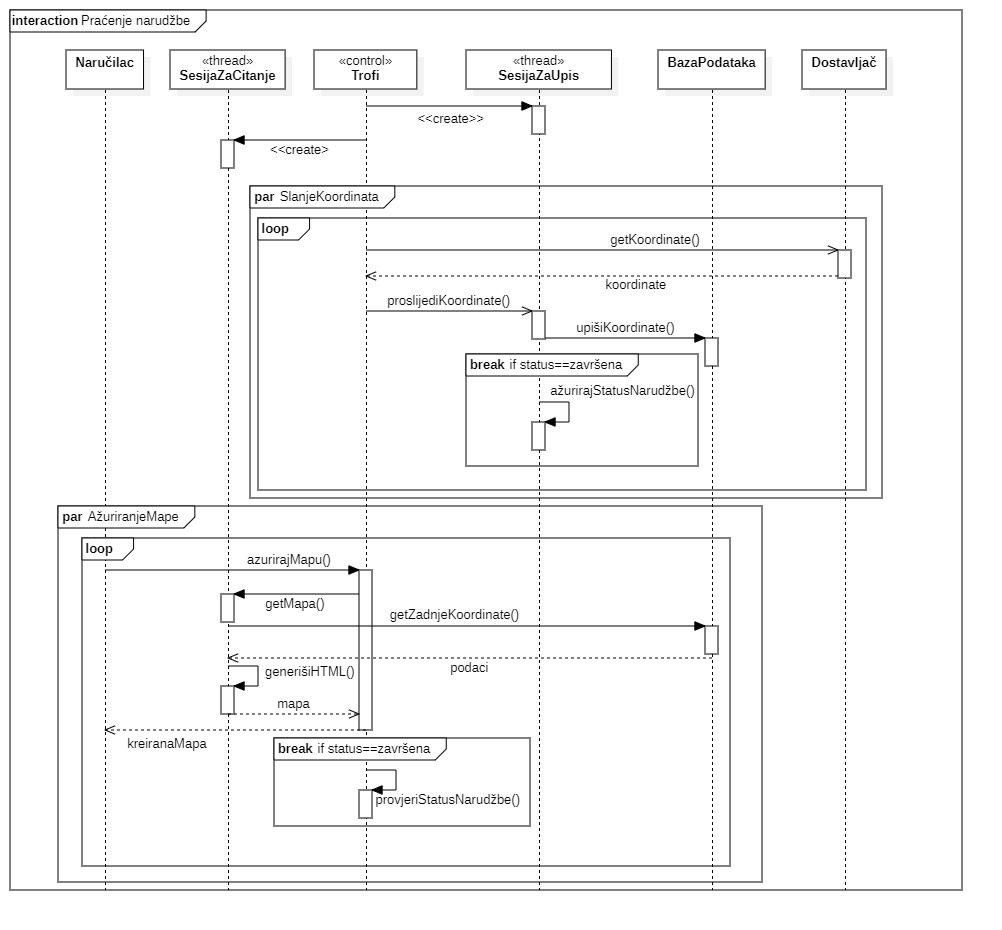 interaction Praćenje narudžbe
Naručilac
«thread»
SesijaZaCitanje
«control»
Trofi
«thread»
SesijaZaUpis
BazaPodataka
Dostavljač
<<create>>
<<create>
par SlanjeKoordinata
loop
getKoordinate()
koordinate
proslijediKoordinate()
upišiKoordinate()
break if status==završena
ažurirajStatusNarudžbe()
par AžuriranjeMape
loop
azurirajMapu()
getMapa()
getZadnjeKoordinate()
podaci
generišiHTML()
mapa
kreiranaMapa
break if status==završena
provjeriStatusNarudžbe()